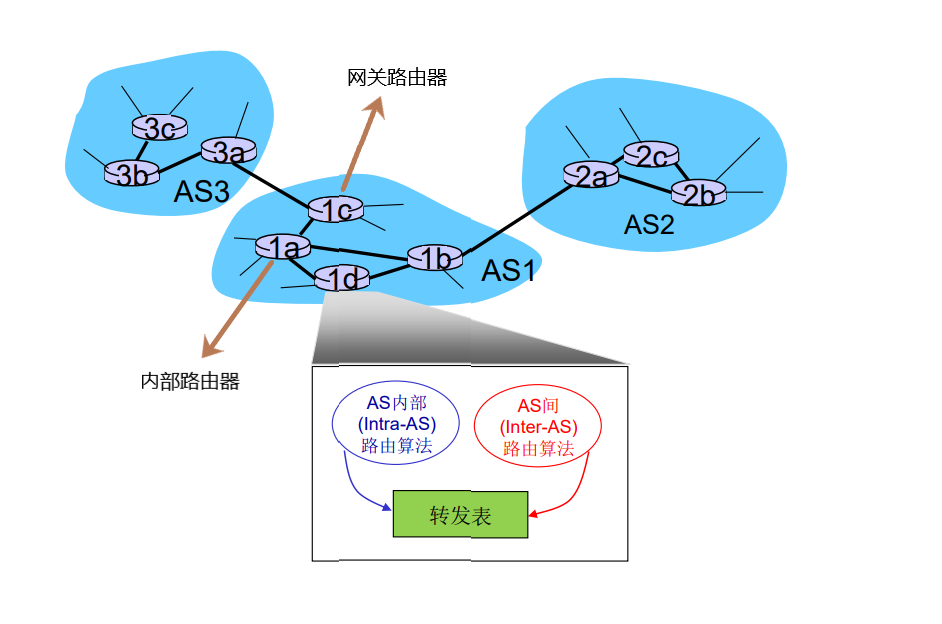 网关路由器
3c
3a
3b
AS3
2c
2a
2b
AS2
1c
1a
1b
1d
AS1
内部路由器
AS内部
(Intra-AS)
路由算法
AS间
(Inter-AS)
路由算法
转发表